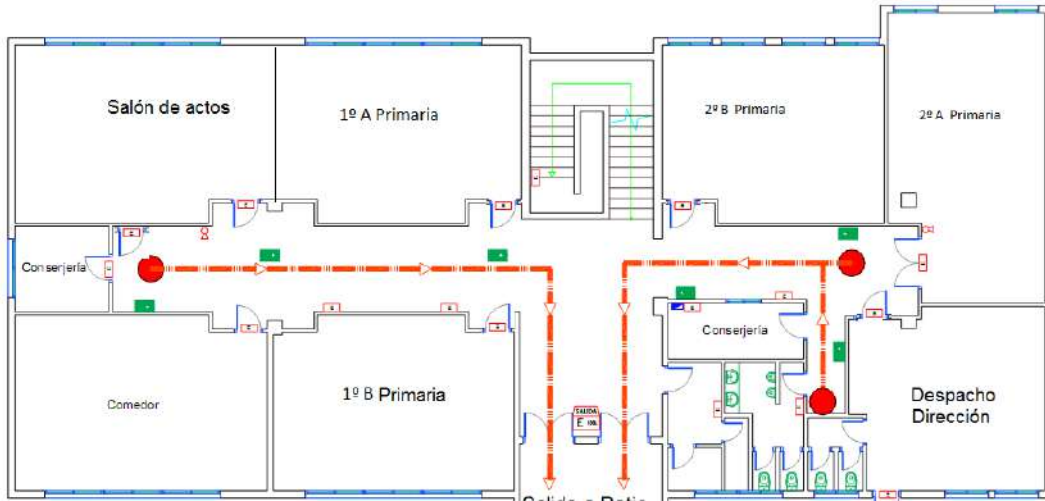 Salón de actos
1º A Primaria
2º B Primaria
2º A Primaria
Conserjería
Conserjería
Comedor
1º B Primaria
Despacho
Dirección
SALIDA
E
Salida a Patio